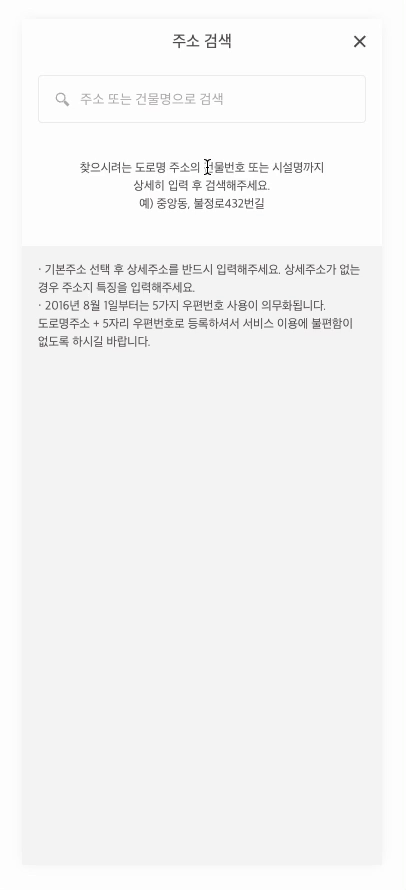 주소 검색
주소 또는 건물명으로 검색
찾으시려는 도로명 주소의 건물번호 또는 시설명까지
상세히 입력 후 검색해주세요.
예) 중앙동, 불정로432번길
· 기본주소 선택 후 상세주소를 반드시 입력해주세요. 상세주소가 없는
경우 주소지 특징을 입력해주세요.
· 2016년 8월 1일부터는 5가지 우편번호 사용이 의무화됩니다.
도로명주소 + 5자리 우편번호로 등록하셔서 서비스 이용에 불편함이
없도록 하시길 바랍니다.